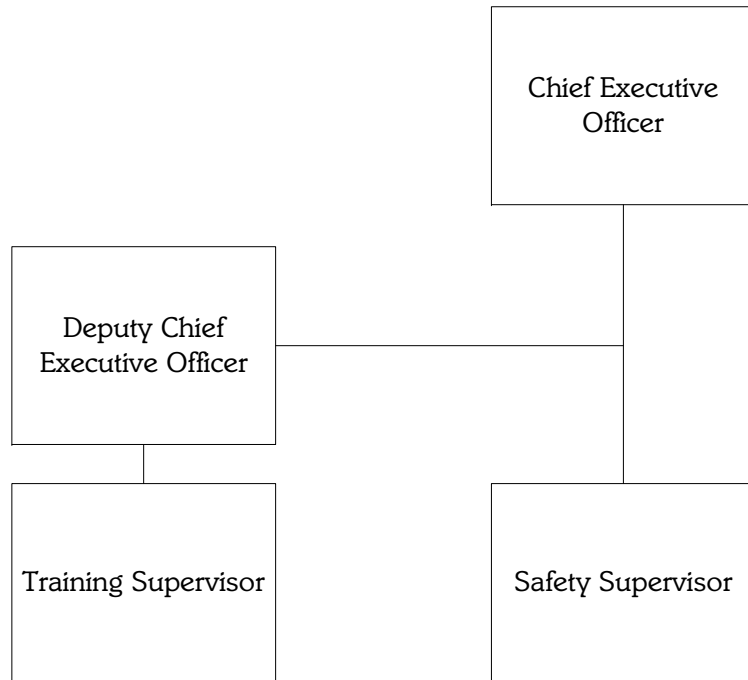 Chief Executive
Officer
Deputy Chief
Executive Officer
Training Supervisor
Safety Supervisor